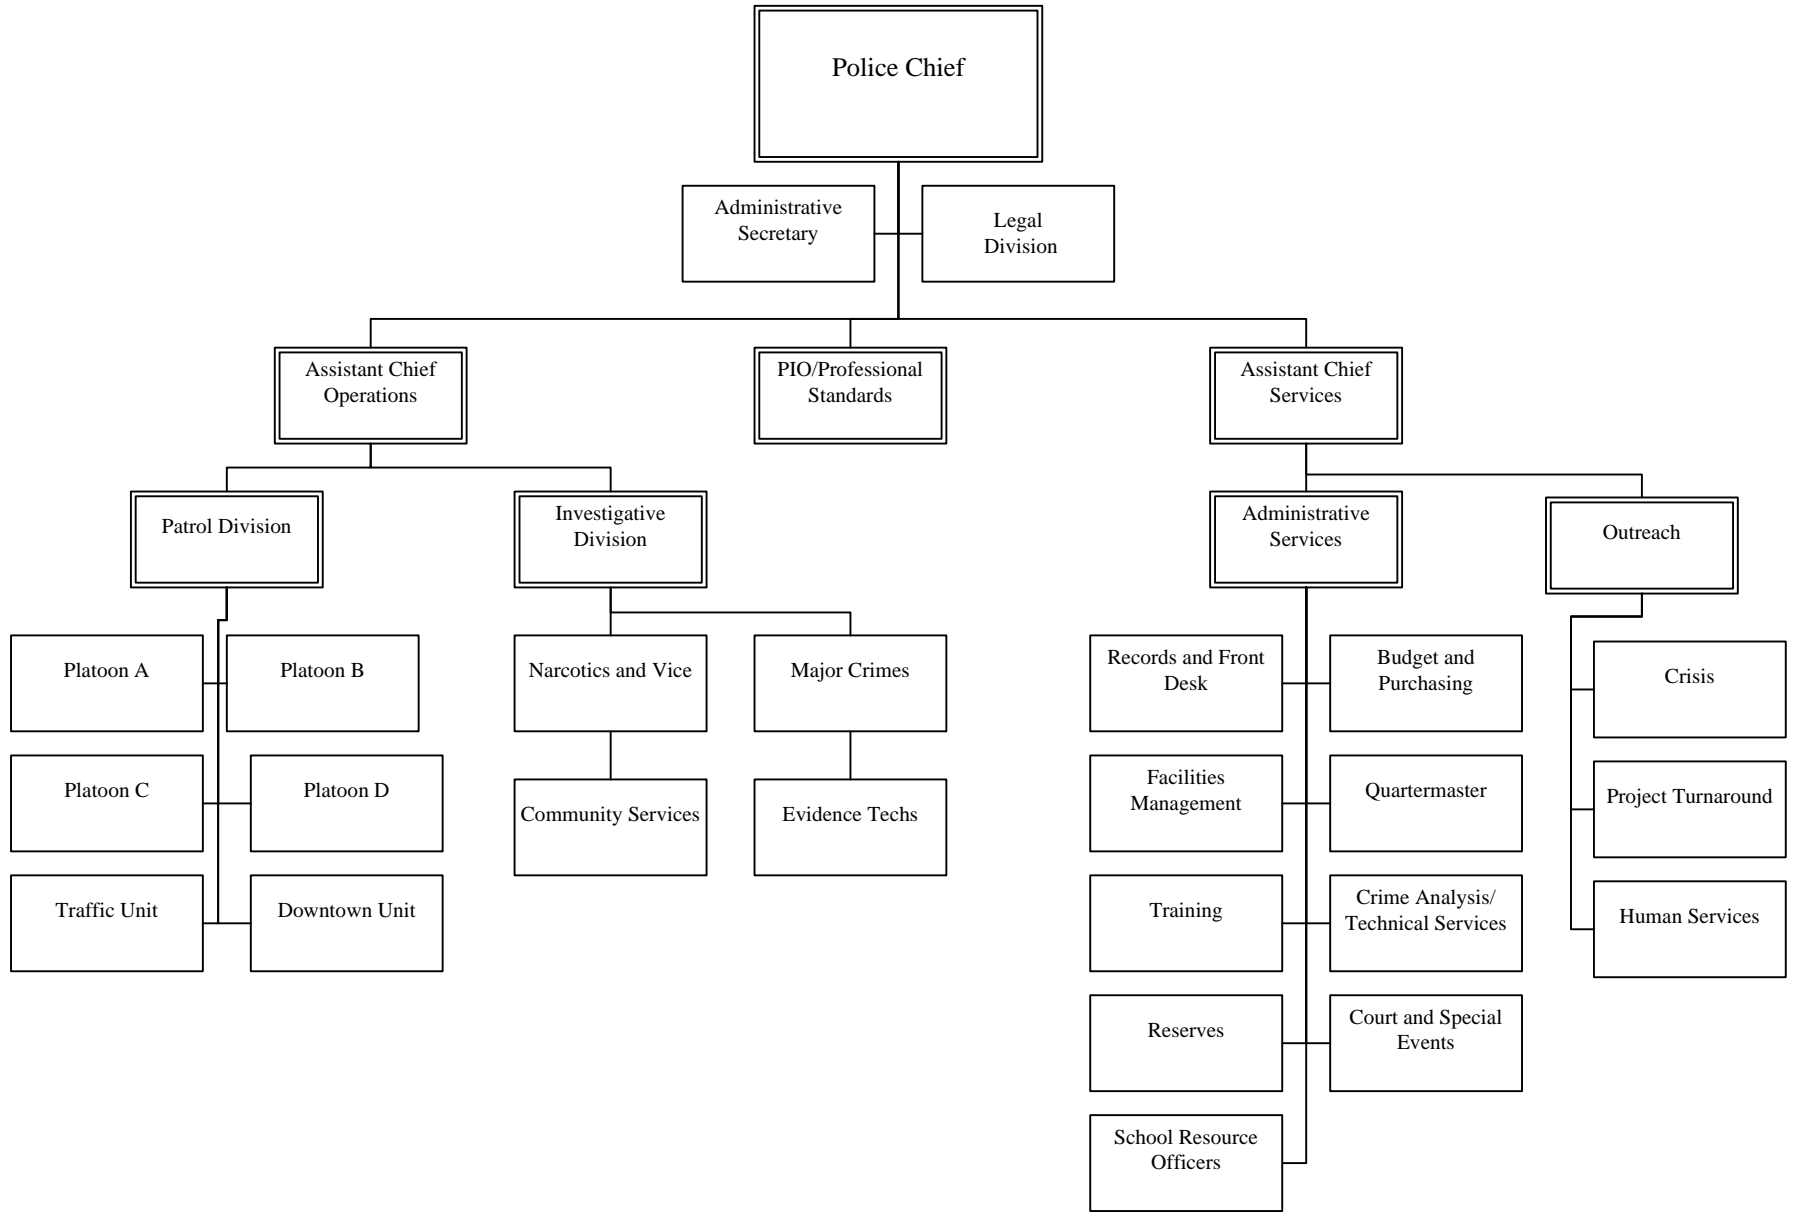 Police Chief
Administrative
Secretary
Legal
Division
Assistant Chief
Operations
PIO/Professional
Standards
Assistant Chief
Services
Patrol Division
Investigative
Division
Administrative
Services
Outreach
Platoon A
Platoon B
Narcotics and Vice
Major Crimes
Records and Front
Desk
Budget and
Purchasing
Crisis
Platoon C
Platoon D
Community Services
Evidence Techs
Facilities
Management
Quartermaster
Project Turnaround
Traffic Unit
Downtown Unit
Training
Crime Analysis/
Technical Services
Human Services
Reserves
Court and Special
Events
School Resource
Officers